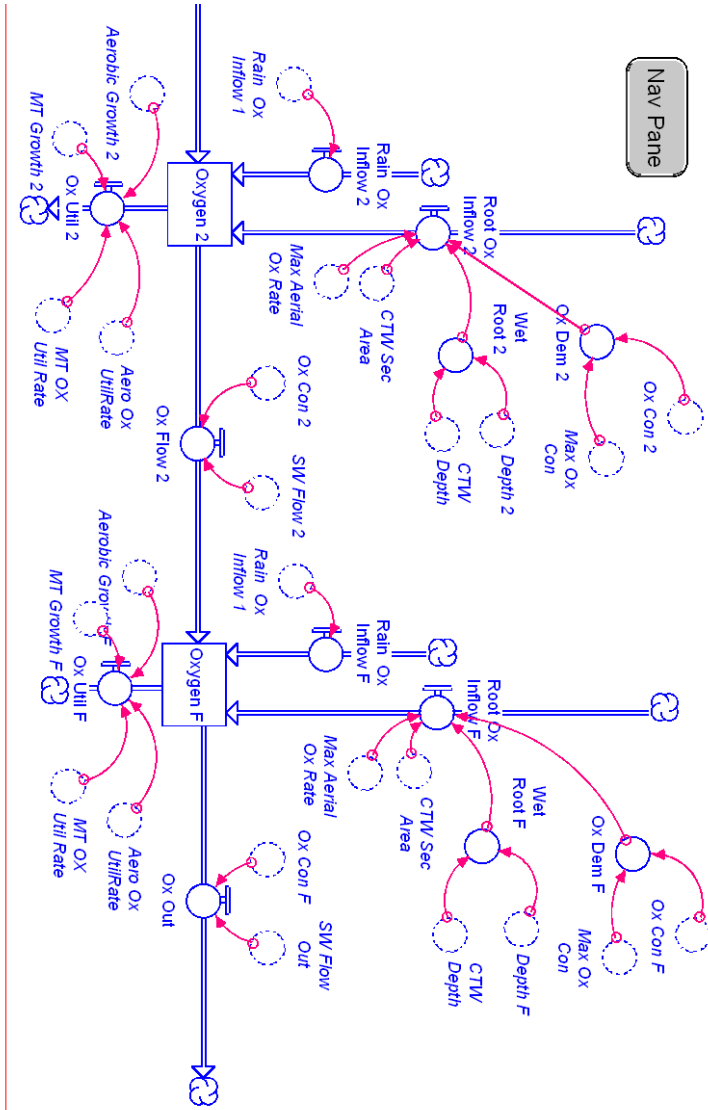 Nav Pane
Ox Con 2
Max Ox
Con
Ox Dem 2
Depth 2
CTW
Depth
Wet
Root 2
Root Ox
Inflow 2
CTW Sec
Area
Max Aerial
Ox Rate
Rain Ox
Inflow 2
Rain Ox
Inflow 1
Oxygen 2
Ox Con 2
SW Flow 2
Ox Flow 2
Aerobic Growth 2
MT Growth 2
Ox Util 2
Aero Ox
UtilRate
MT OX
Util Rate
Ox Con F
Max Ox
Con
Ox Dem F
Depth F
CTW
Depth
Wet
Root F
Root Ox
Inflow F
CTW Sec
Area
Max Aerial
Ox Rate
Rain Ox
Inflow F
Rain Ox
Inflow 1
Oxygen F
Ox Con F
SW Flow
Out
Ox Out
Aerobic Growth F
MT Growth F
Ox Util F
Aero Ox
UtilRate
MT OX
Util Rate